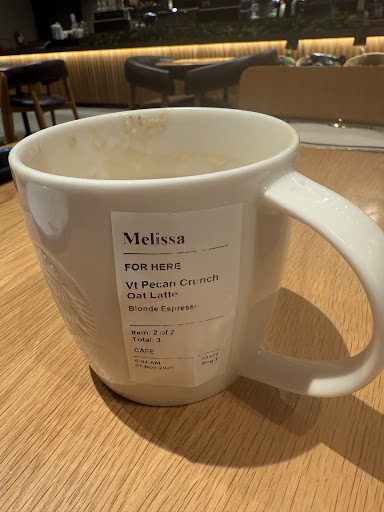 Melissa
FOR HERE
Vt Pecan Crunch
Oat Latte
Blonde Espresso
Item: 2 of 2
Total: 3
CAFE